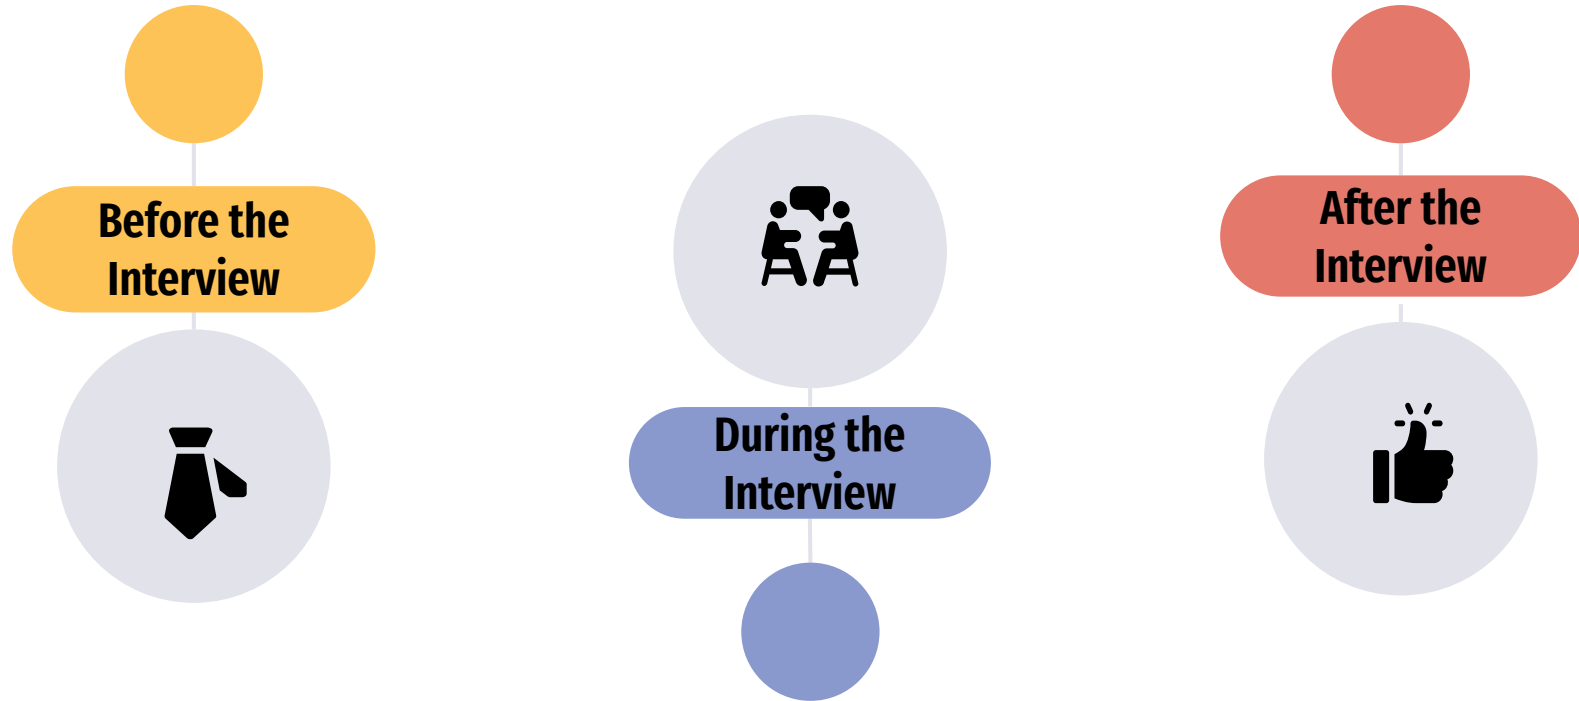 Before the
Interview
During the
Interview
After the
Interview